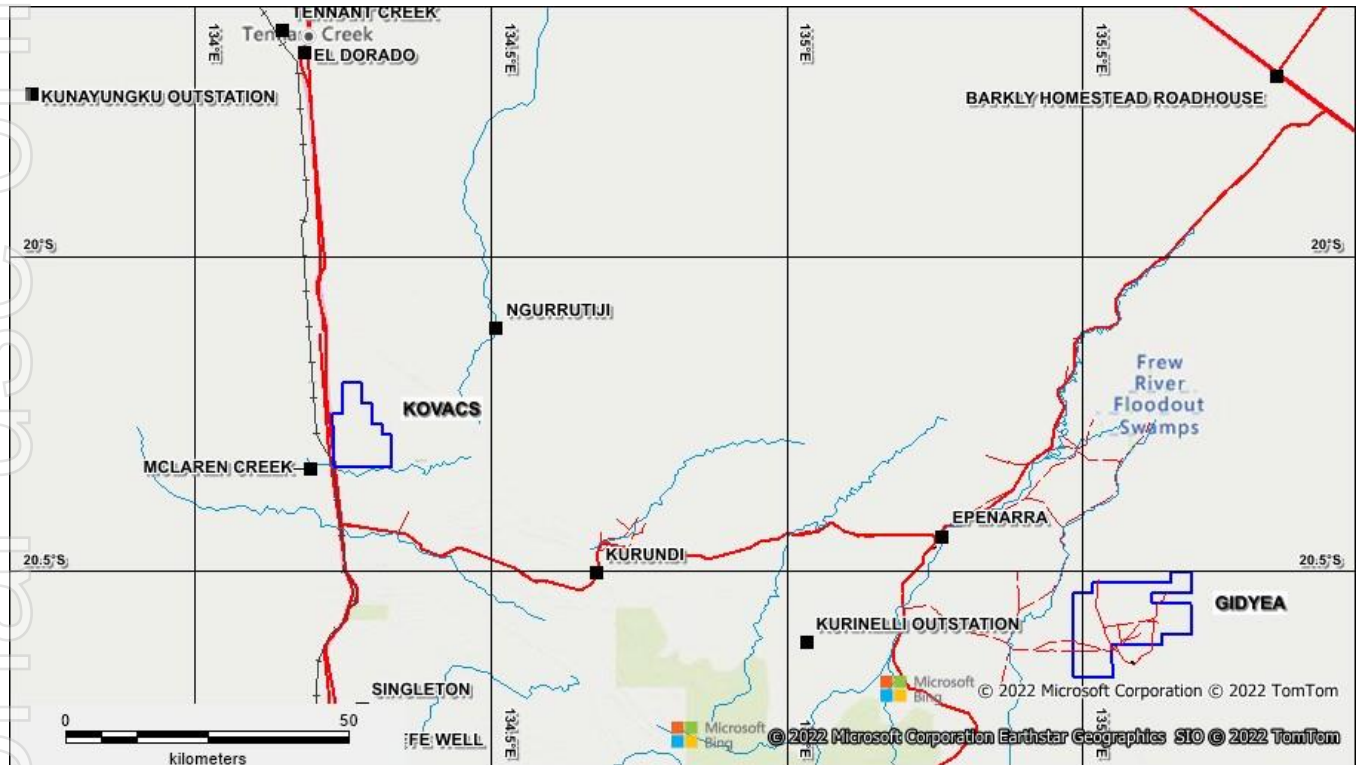 TENNANT CREEK
Tennant Creek
EL DORADO
134°E
134.5°E
135°E
135.5°E
KUNAYUNGKU OUTSTATION
BARKLY HOMESTEAD ROADHOUSE
20°S
20°S
NGURRUTIJI
KOVACS
Frew
River
Floodout
Swamps
MCLAREN CREEK
EPENARRA
KURUNDI
20.5°S
20.5°S
GIDYEA
KURINELLI OUTSTATION
SINGLETON
Microsoft
Bing
© 2022 Microsoft Corporation © 2022 TomTom
0
50
kilometers
FE WELL
134.5°E
Microsoft
Bing
© 2022 Microsoft Corporation Earthstar Geographics SIO © 2022 TomTom